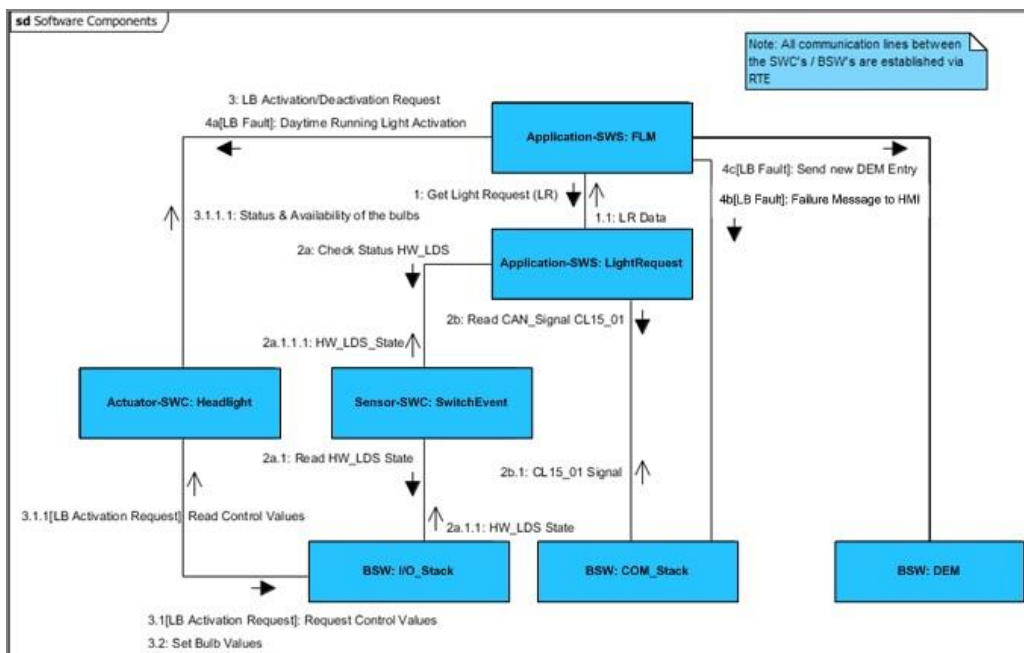 sd Software Components
Note: All communication lines between
the SWC's / BSW's are established via
RTE
3: LB Activation/Deactivation Request
4a[LB Fault]: Daytime Running Light Activation
Application-SWS: FLM
4c[LB Fault]: Send new DEM Entry
4b[LB Fault]: Failure Message to HMI
1: Get Light Request (LR)
1.1: LR Data
3.1.1.1: Status & Availability of the bulbs
2a: Check Status HW_LDS
Application-SWS: LightRequest
2b: Read CAN_Signal CL15_01
2a.1.1.1: HW_LDS_State
Actuator-SWC: Headlight
Sensor-SWC: SwitchEvent
2a.1: Read HW_LDS State
2b.1: CL15_01 Signal
3.1.1[LB Activation Request] Read Control Values
2a.1.1: HW_LDS State
BSW: I/O_Stack
BSW: COM_Stack
BSW: DEM
3.1[LB Activation Request]: Request Control Values
3.2: Set Bulb Values